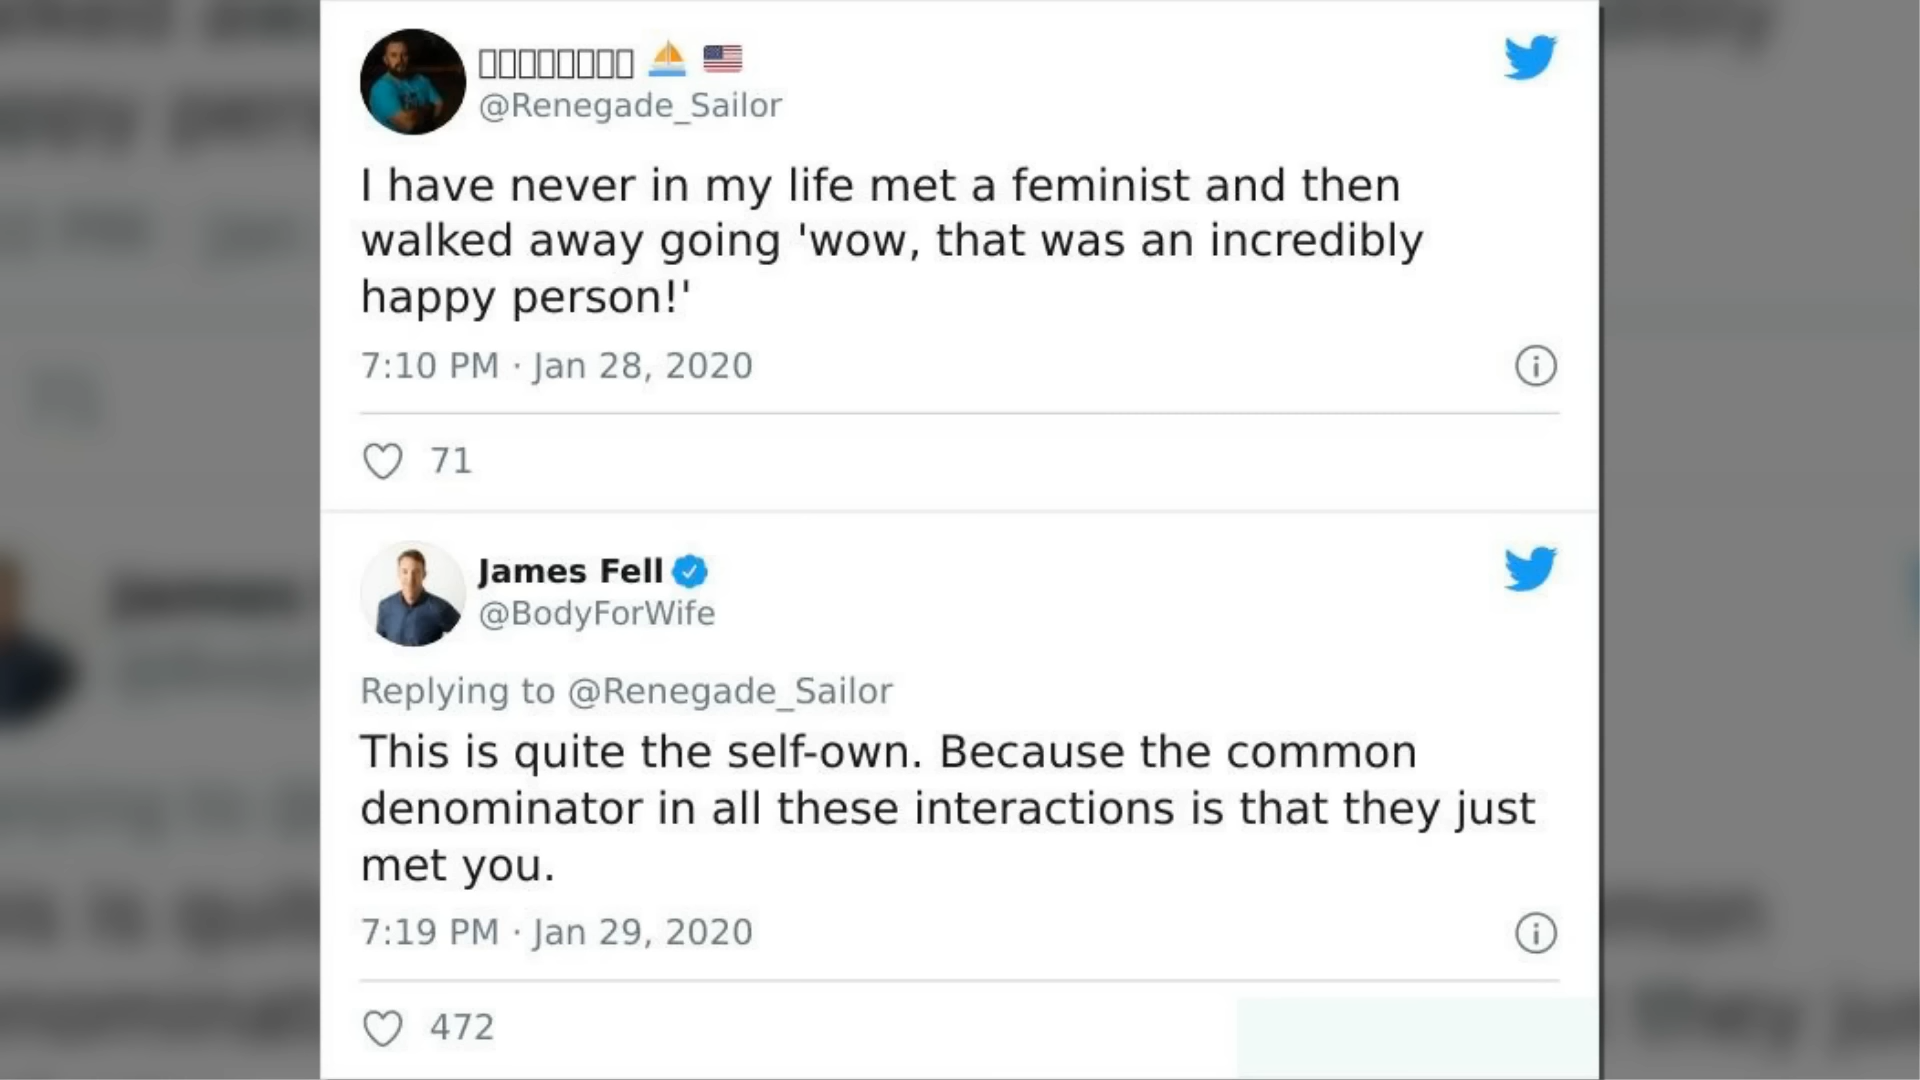 @Renegade_Sailor
I have never in my life met a feminist and then
walked away going 'wow, that was an incredibly
happy person!'
7:10 PM · Jan 28, 2020
71
James Fell
@BodyForWife
Replying to @Renegade_Sailor
This is quite the self-own. Because the common
denominator in all these interactions is that they just
met you.
7:19 PM · Jan 29, 2020
472